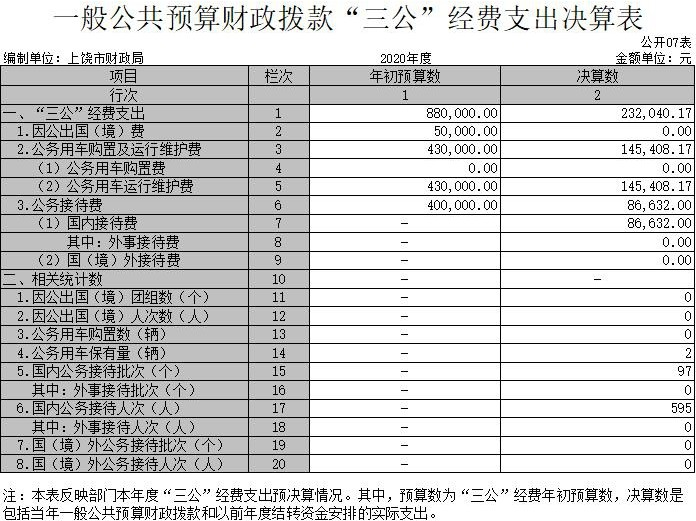 一般公共预算财政拨款“三公”经费支出决算表
公开07表
编制单位：上饶市财政局 2020年度 金额单位：元
项目 栏次 年初预算数 决算数
行次 1 2
一、“三公”经费支出 1 880,000.00 232,040.17
1.因公出国（境）费 2 50,000.00 0.00
2.公务用车购置及运行维护费 3 430,000.00 145,408.17
（1）公务用车购置费 4 0.00 0.00
（2）公务用车运行维护费 5 430,000.00 145,408.17
3.公务接待费 6 400,000.00 86,632.00
（1）国内接待费 7 － 86,632.00
其中：外事接待费 8 － 0.00
（2）国（境）外接待费 9 － 0.00
二、相关统计数 10 － －
1.因公出国（境）团组数（个） 11 － 0
2.因公出国（境）人次数（人） 12 － 0
3.公务用车购置数（辆） 13 － 0
4.公务用车保有量（辆） 14 － 2
5.国内公务接待批次（个） 15 － 97
其中：外事接待批次（个） 16 － 0
6.国内公务接待人次（人） 17 － 595
其中：外事接待人次（人） 18 － 0
7.国（境）外公务接待批次（个） 19 － 0
8.国（境）外公务接待人次（人） 20 － 0
注：本表反映部门本年度“三公”经费支出预决算情况。其中，预算数为“三公”经费年初预算数，决算数是
包括当年一般公共预算财政拨款和以前年度结转资金安排的实际支出。